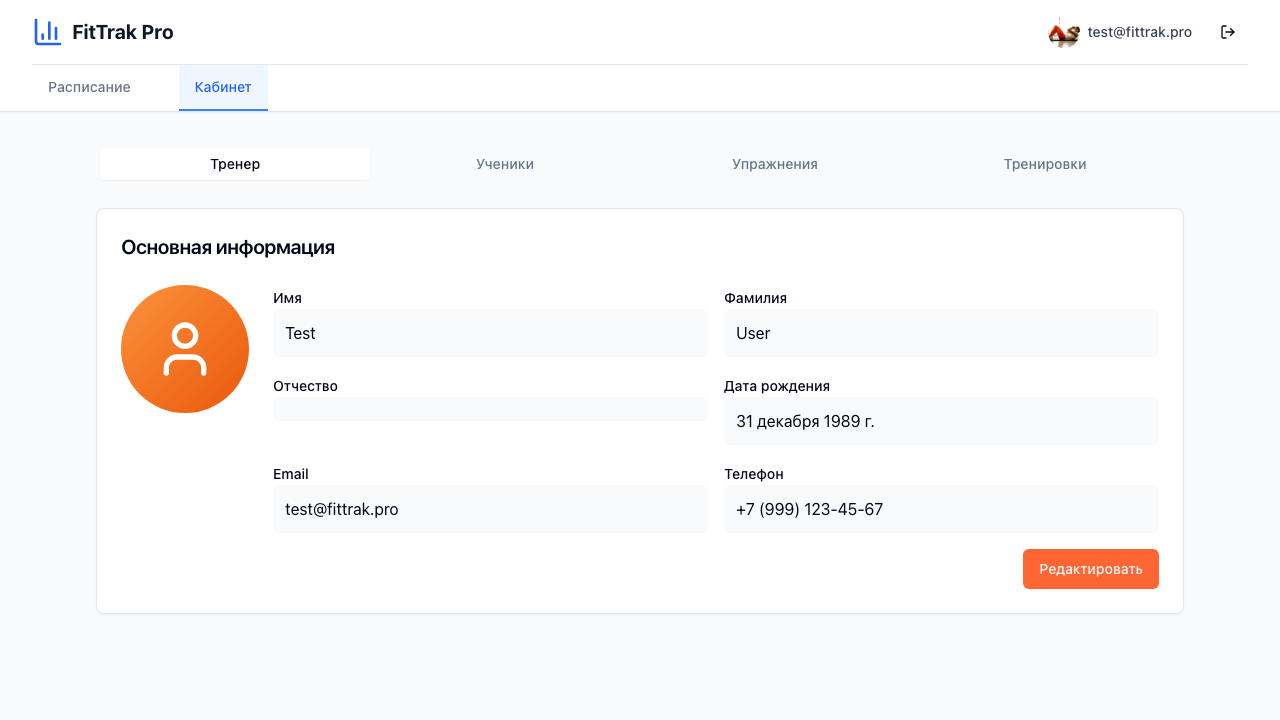 FitTrak Pro
test@fittrak.pro
Расписание
Кабинет
Тренер
Ученики
Упражнения
Тренировки
Основная информация
Имя
Фамилия
Test
User
Отчество
Дата рождения
31 декабря 1989 г.
Email
Телефон
test@fittrak.pro
+7 (999) 123-45-67
Редактировать